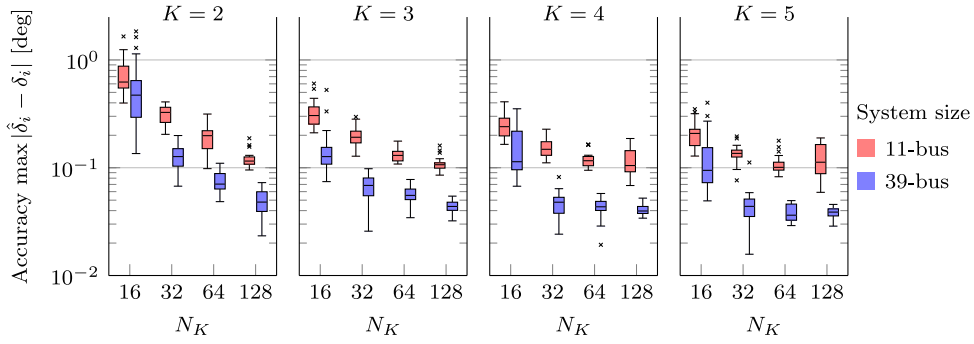 K = 2
K = 3
K = 4
K = 5
Accuracy max |δ̂ᵢ − δᵢ| [deg]
10⁰
10⁻¹
10⁻²
16 32 64 128
16 32 64 128
16 32 64 128
16 32 64 128
N_K
N_K
N_K
N_K
System size
11-bus
39-bus